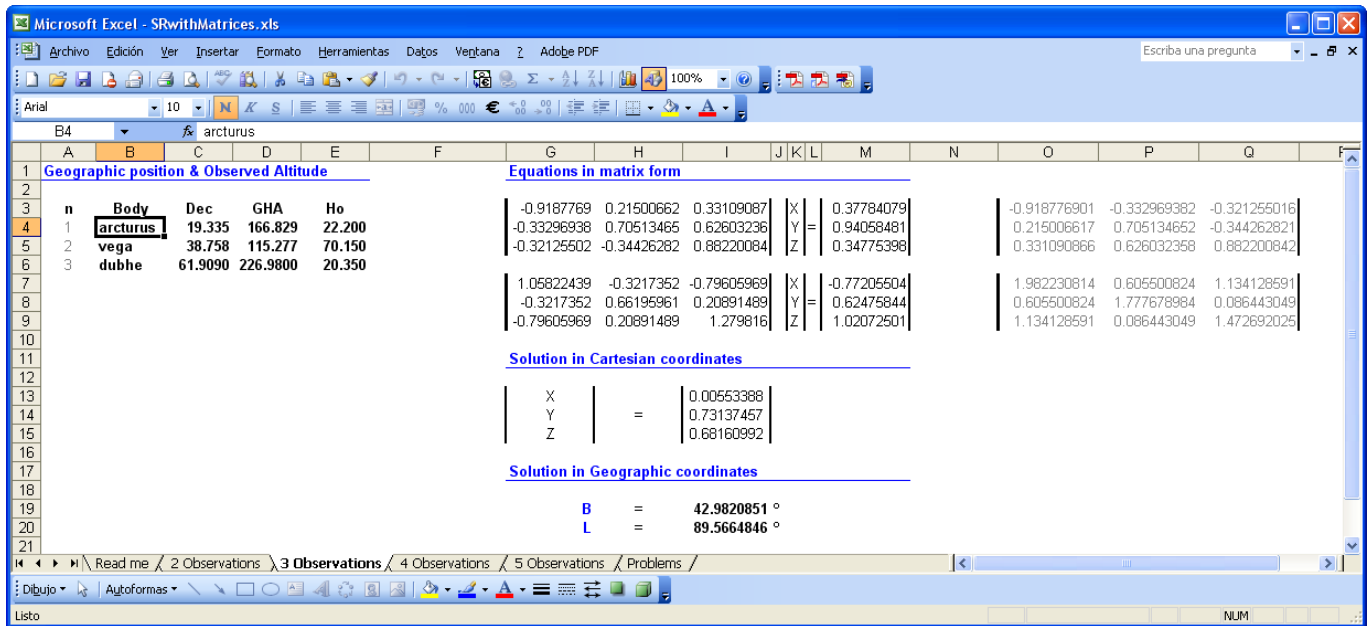 Microsoft Excel - SRwithMatrices.xls
Archivo Edición Ver Insertar Formato Herramientas Datos Ventana ? Adobe PDF Escriba una pregunta
100%
Arial 10 N K S % 000 €
B4 fx arcturus
A B C D E F G H I J K L M N O P Q
1 Geographic position & Observed Altitude Equations in matrix form
2
3 n Body Dec GHA Ho -0.9187769 0.21500662 0.33109087 X 0.37784079 -0.918776901 -0.332969382 -0.321255016
4 1 arcturus 19.335 166.829 22.200 -0.33296938 0.70513465 0.62603236 Y = 0.94058481 0.215006617 0.705134652 -0.344262821
5 2 vega 38.758 115.277 70.150 -0.32125502 -0.34426282 0.88220084 Z 0.34775398 0.331090866 0.626032358 0.882200842
6 3 dubhe 61.9090 226.9800 20.350
7 1.05822439 -0.3217352 -0.79605969 X -0.77205504 1.982230814 0.605500824 1.134128591
8 -0.3217352 0.66195961 0.20891489 Y = 0.62475844 0.605500824 1.777678984 0.086443049
9 -0.79605969 0.20891489 1.279816 Z 1.02072501 1.134128591 0.086443049 1.472692025
10
11 Solution in Cartesian coordinates
12
13 X 0.00553388
14 Y = 0.73137457
15 Z 0.68160992
16
17 Solution in Geographic coordinates
18
19 B = 42.9820851 º
20 L = 89.5664846 º
21
Read me 2 Observations 3 Observations 4 Observations 5 Observations Problems
Dibujo Autoformas
Listo NUM